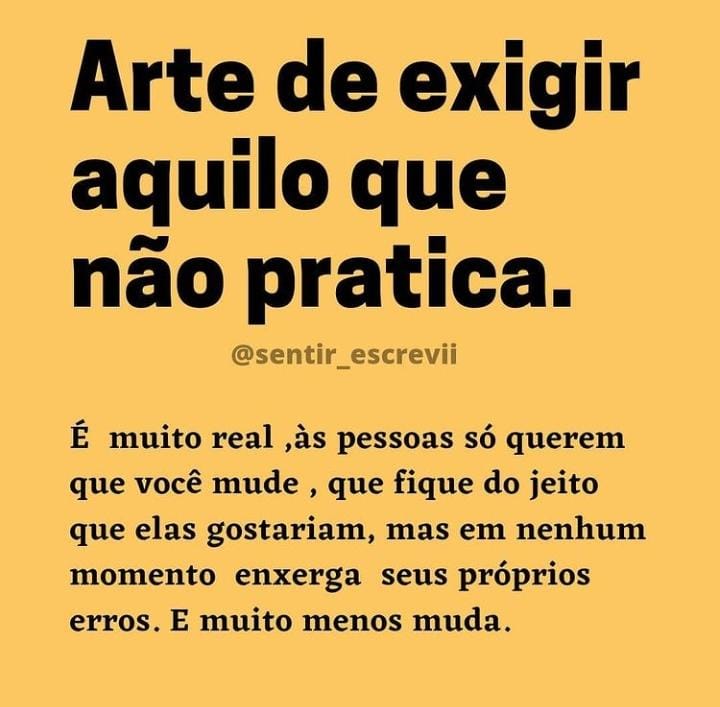 Arte de exigir
aquilo que
não pratica.
@sentir_escrevii
É muito real ,às pessoas só querem
que você mude , que fique do jeito
que elas gostariam, mas em nenhum
momento enxerga seus próprios
erros. E muito menos muda.